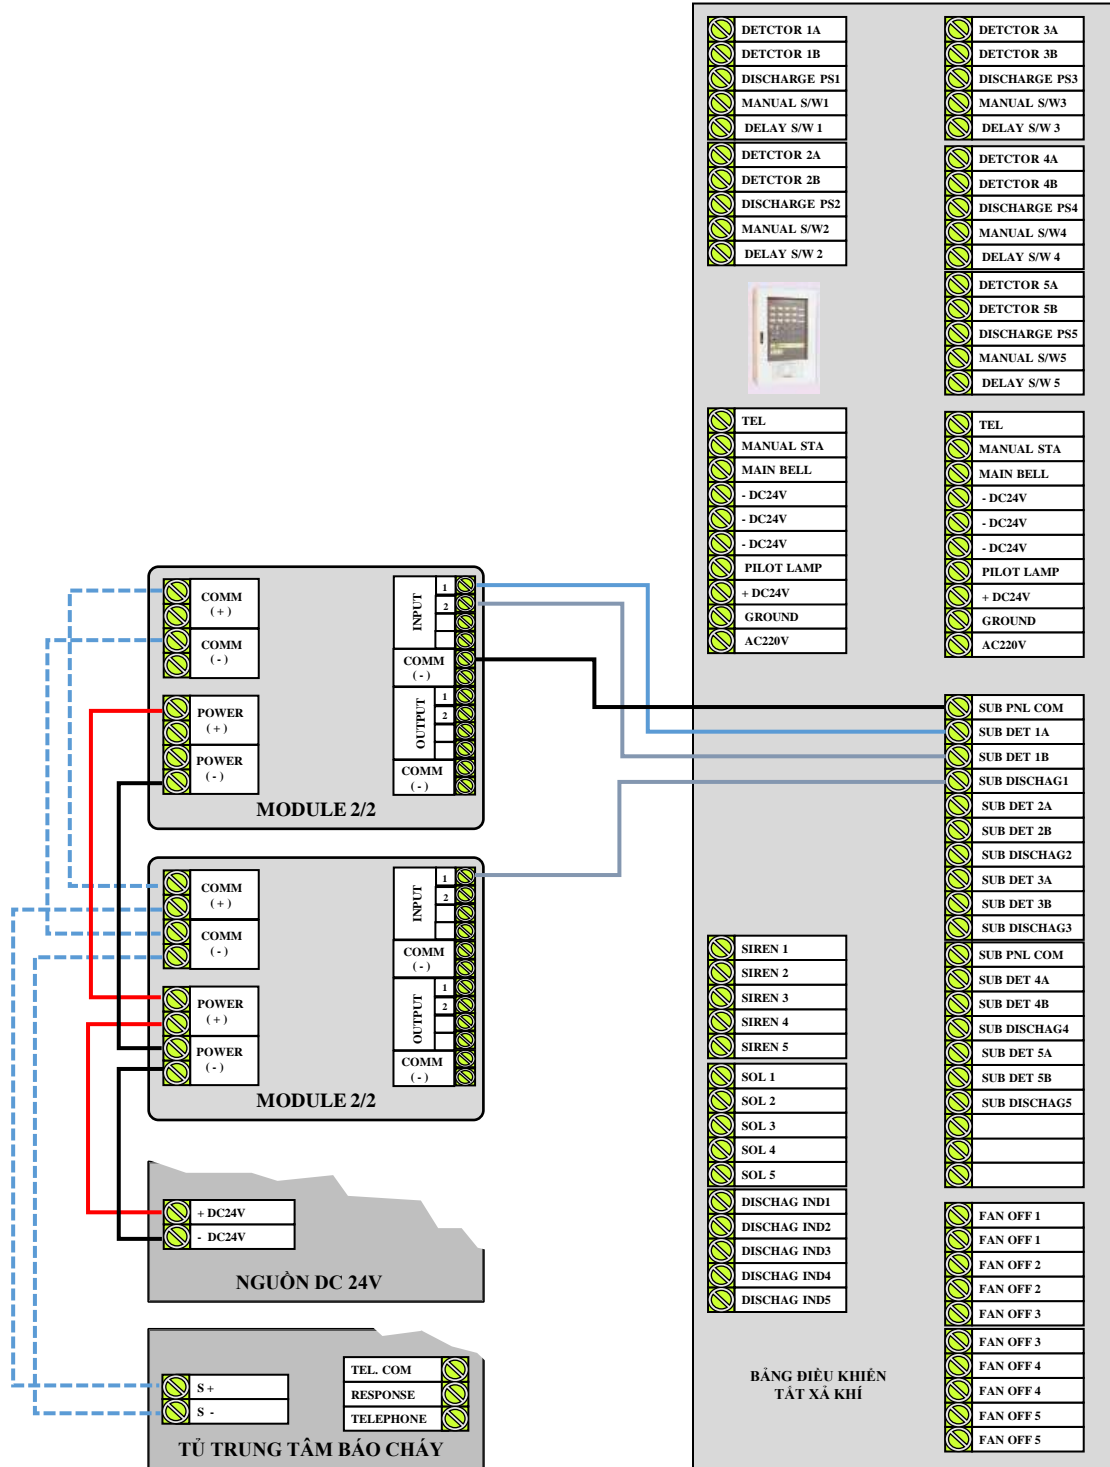 DETCTOR 1A
DETCTOR 1B
DISCHARGE PS1
MANUAL S/W1
DELAY S/W 1
DETCTOR 2A
DETCTOR 2B
DISCHARGE PS2
MANUAL S/W2
DELAY S/W 2
DETCTOR 3A
DETCTOR 3B
DISCHARGE PS3
MANUAL S/W3
DELAY S/W 3
DETCTOR 4A
DETCTOR 4B
DISCHARGE PS4
MANUAL S/W4
DELAY S/W 4
DETCTOR 5A
DETCTOR 5B
DISCHARGE PS5
MANUAL S/W5
DELAY S/W 5
TEL
MANUAL STA
MAIN BELL
- DC24V
- DC24V
- DC24V
PILOT LAMP
+ DC24V
GROUND
AC220V
TEL
MANUAL STA
MAIN BELL
- DC24V
- DC24V
- DC24V
PILOT LAMP
+ DC24V
GROUND
AC220V
COMM
( + )
COMM
( - )
POWER
( + )
POWER
( - )
INPUT
1
2
COMM
( - )
OUTPUT
1
2
COMM
( - )
MODULE 2/2
COMM
( + )
COMM
( - )
POWER
( + )
POWER
( - )
INPUT
1
2
COMM
( - )
OUTPUT
1
2
COMM
( - )
MODULE 2/2
SUB PNL COM
SUB DET 1A
SUB DET 1B
SUB DISCHAG1
SUB DET 2A
SUB DET 2B
SUB DISCHAG2
SUB DET 3A
SUB DET 3B
SUB DISCHAG3
SUB PNL COM
SUB DET 4A
SUB DET 4B
SUB DISCHAG4
SUB DET 5A
SUB DET 5B
SUB DISCHAG5
SIREN 1
SIREN 2
SIREN 3
SIREN 4
SIREN 5
SOL 1
SOL 2
SOL 3
SOL 4
SOL 5
DISCHAG IND1
DISCHAG IND2
DISCHAG IND3
DISCHAG IND4
DISCHAG IND5
FAN OFF 1
FAN OFF 1
FAN OFF 2
FAN OFF 2
FAN OFF 3
FAN OFF 3
FAN OFF 4
FAN OFF 4
FAN OFF 5
FAN OFF 5
+ DC24V
- DC24V
NGUỒN DC 24V
S +
S -
TEL. COM
RESPONSE
TELEPHONE
TỦ TRUNG TÂM BÁO CHÁY
BẢNG ĐIỀU KHIỂN
TẮT XẢ KHÍ